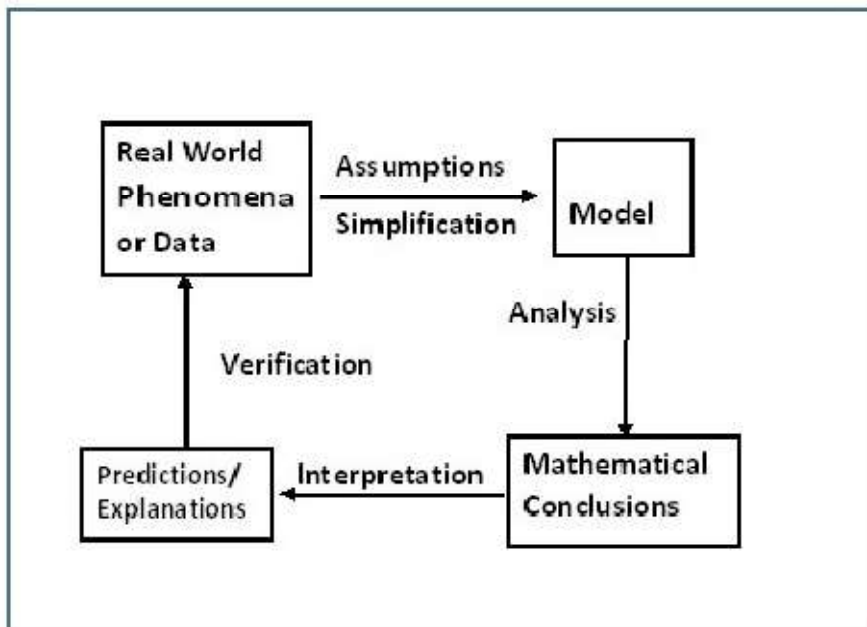 Real World
Phenomena
or Data
Assumptions
Simplification
Model
Analysis
Verification
Predictions/
Explanations
Interpretation
Mathematical
Conclusions